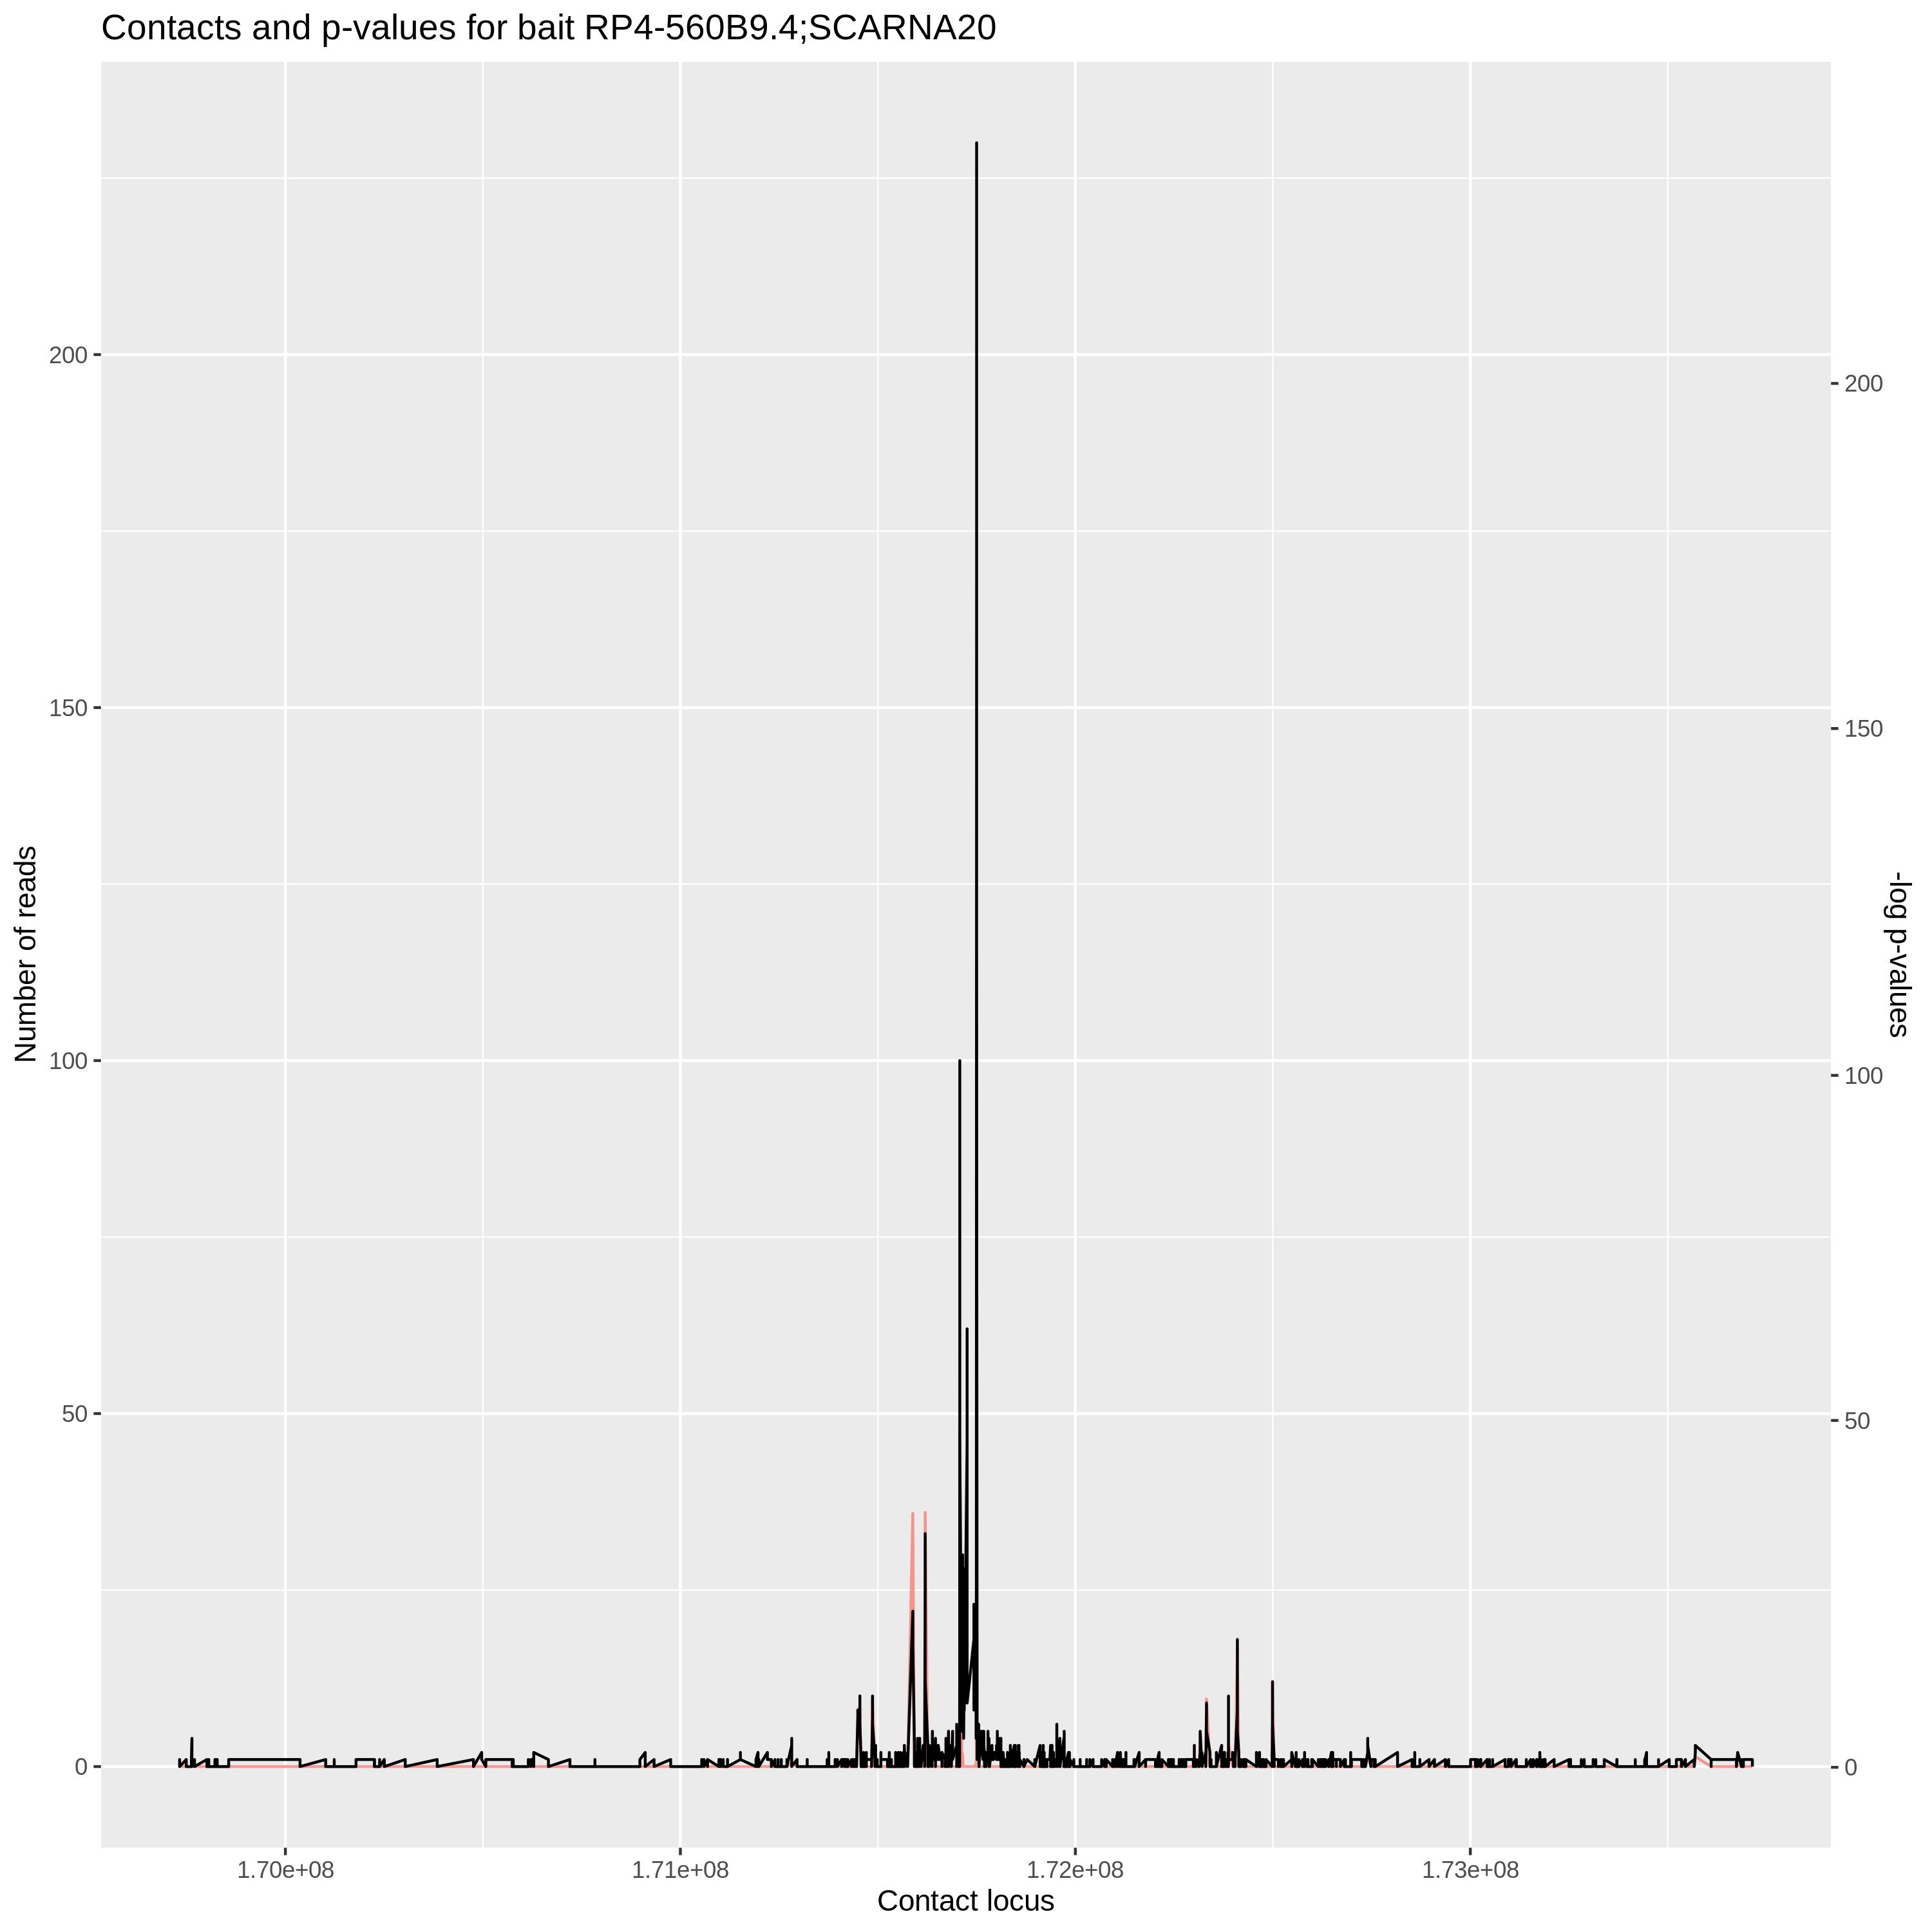 Contacts and p-values for bait RP4-560B9.4;SCARNA20
Number of reads
200
150
100
50
0
200
150
100
50
0
-log p-values
1.70e+08 1.71e+08 1.72e+08 1.73e+08
Contact locus